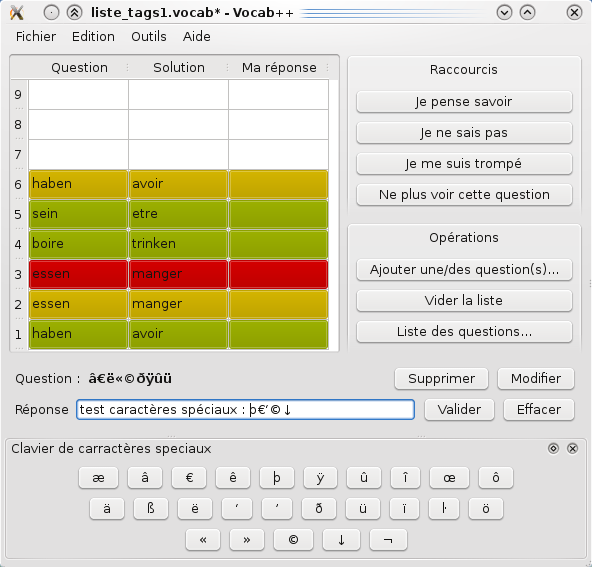 liste_tags1.vocab* - Vocab++
Fichier Edition Outils Aide
Question Solution Ma réponse
9
8
7
6 haben avoir
5 sein etre
4 boire trinken
3 essen manger
2 essen manger
1 haben avoir
Raccourcis
Je pense savoir
Je ne sais pas
Je me suis trompé
Ne plus voir cette question
Opérations
Ajouter une/des question(s)...
Vider la liste
Liste des questions...
Question : â€ë«©ðÿûü
Supprimer Modifier
Réponse test caractères spéciaux : þ€‘©↓
Valider Effacer
Clavier de carractères speciaux
æ â € ê þ ÿ û î œ ô
ä ß ë ‘ ’ ð ü ï ŀ ö
« » © ↓ ¬